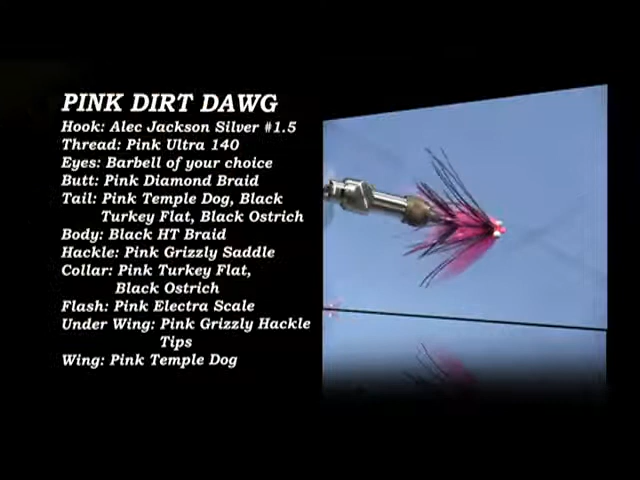 PINK DIRT DAWG
Hook: Alec Jackson Silver #1.5
Thread: Pink Ultra 140
Eyes: Barbell of your choice
Butt: Pink Diamond Braid
Tail: Pink Temple Dog, Black
Turkey Flat, Black Ostrich
Body: Black HT Braid
Hackle: Pink Grizzly Saddle
Collar: Pink Turkey Flat,
Black Ostrich
Flash: Pink Electra Scale
Under Wing: Pink Grizzly Hackle
Tips
Wing: Pink Temple Dog